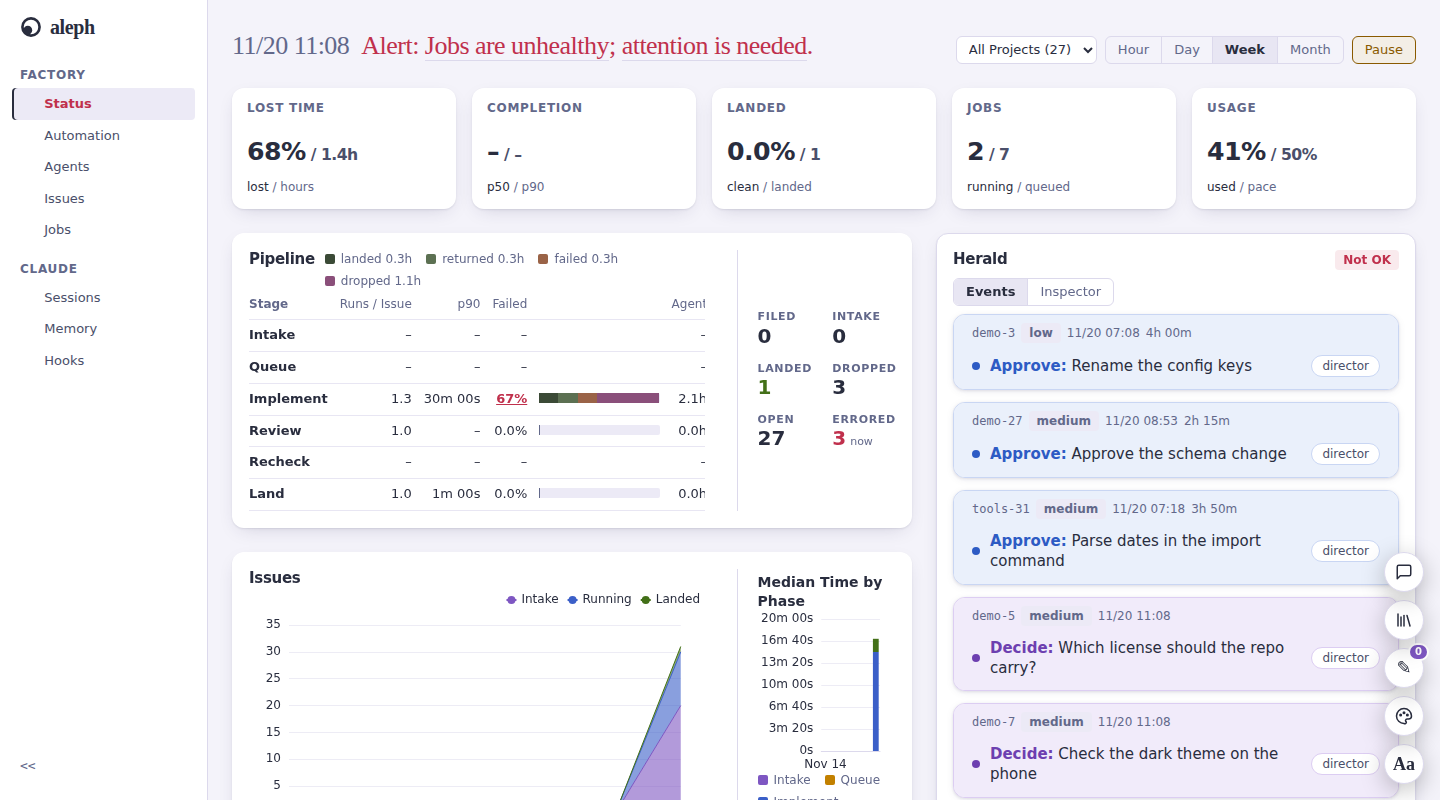 aleph
FACTORY
Status
Automation
Agents
Issues
Jobs
CLAUDE
Sessions
Memory
Hooks
<<
11/20 11:08 Alert: Jobs are unhealthy; attention is needed.
All Projects (27)
Hour
Day
Week
Month
Pause
LOST TIME
68% / 1.4h
lost / hours
COMPLETION
– / –
p50 / p90
LANDED
0.0% / 1
clean / landed
JOBS
2 / 7
running / queued
USAGE
41% / 50%
used / pace
Pipeline
landed 0.3h returned 0.3h failed 0.3h
dropped 1.1h
Stage Runs / Issue p90 Failed Agent
Intake – – – –
Queue – – – –
Implement 1.3 30m 00s 67% 2.1h
Review 1.0 – 0.0% 0.0h
Recheck – – – –
Land 1.0 1m 00s 0.0% 0.0h
FILED INTAKE
0 0
LANDED DROPPED
1 3
OPEN ERRORED
27 3 now
Issues
Intake Running Landed
35
30
25
20
15
10
5
Median Time by
Phase
20m 00s
16m 40s
13m 20s
10m 00s
6m 40s
3m 20s
0s
Nov 14
Intake Queue
Implement
Herald
Not OK
Events
Inspector
demo-3 low 11/20 07:08 4h 00m
Approve: Rename the config keys
director
demo-27 medium 11/20 08:53 2h 15m
Approve: Approve the schema change
director
tools-31 medium 11/20 07:18 3h 50m
Approve: Parse dates in the import
command
director
demo-5 medium 11/20 11:08
Decide: Which license should the repo
carry?
director
demo-7 medium 11/20 11:08
Decide: Check the dark theme on the
phone
director
0
Aa